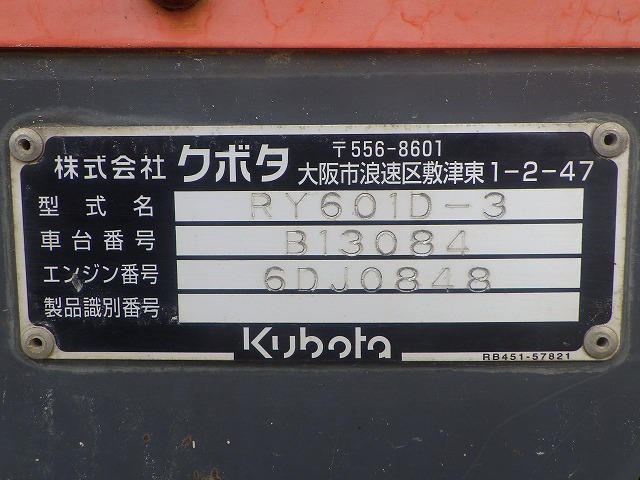 株式会社 クボタ 〒556-8601
大阪市浪速区敷津東1-2-47
型式名 RY601D-3
車台番号 B13084
エンジン番号 6DJ0848
製品識別番号
Kubota
RB451-57821